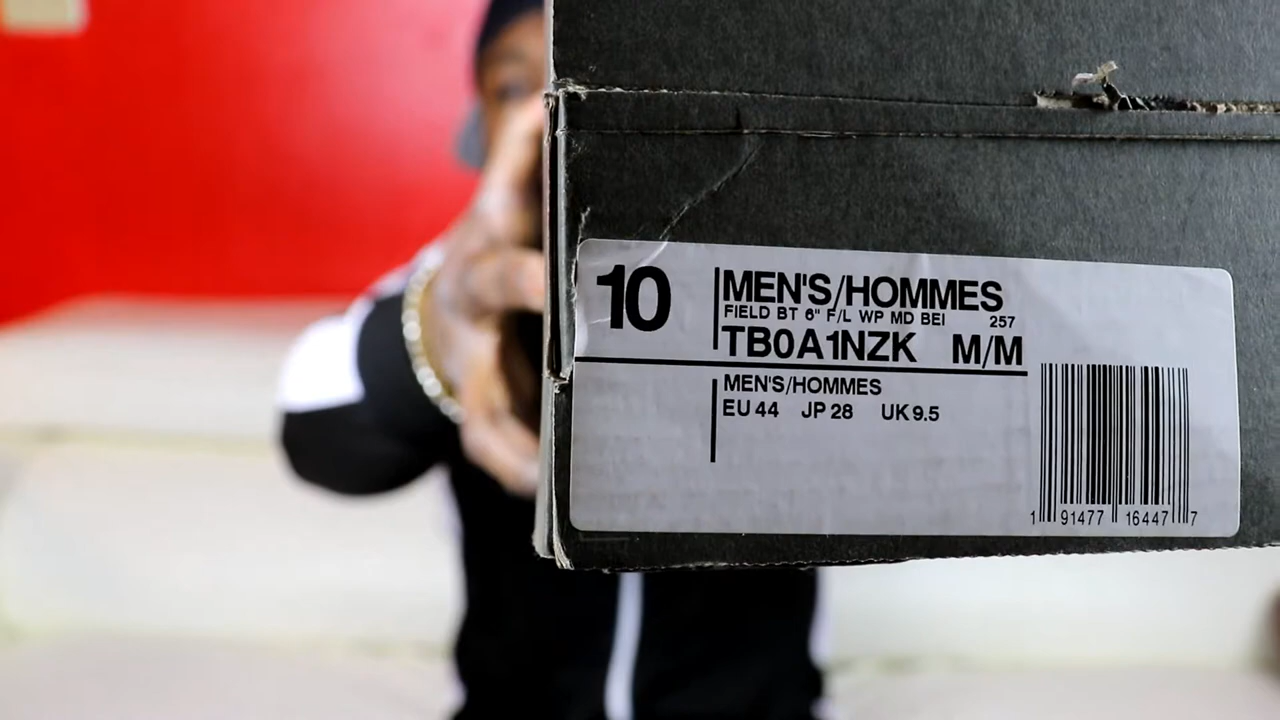 10
MEN'S/HOMMES
FIELD BT 6" F/L WP MD BEI 257
TB0A1NZK M/M
MEN'S/HOMMES
EU 44 JP 28 UK 9.5
1 91477 16447 7